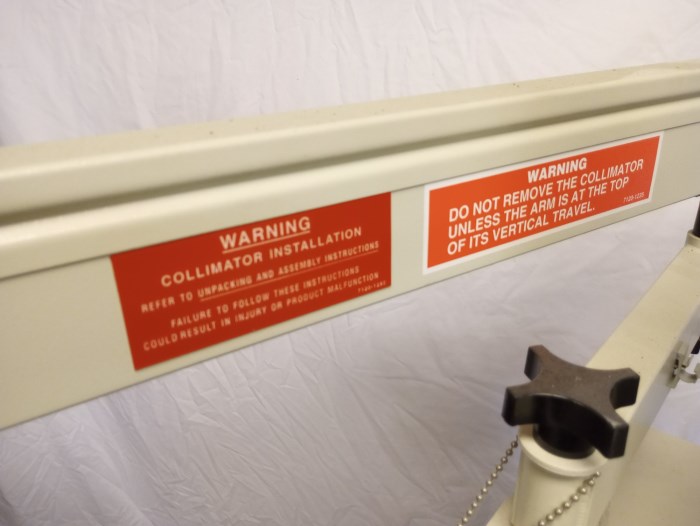 WARNING
COLLIMATOR INSTALLATION
REFER TO UNPACKING AND ASSEMBLY INSTRUCTIONS
FAILURE TO FOLLOW THESE INSTRUCTIONS
COULD RESULT IN INJURY OR PRODUCT MALFUNCTION
WARNING
DO NOT REMOVE THE COLLIMATOR
UNLESS THE ARM IS AT THE TOP
OF ITS VERTICAL TRAVEL.